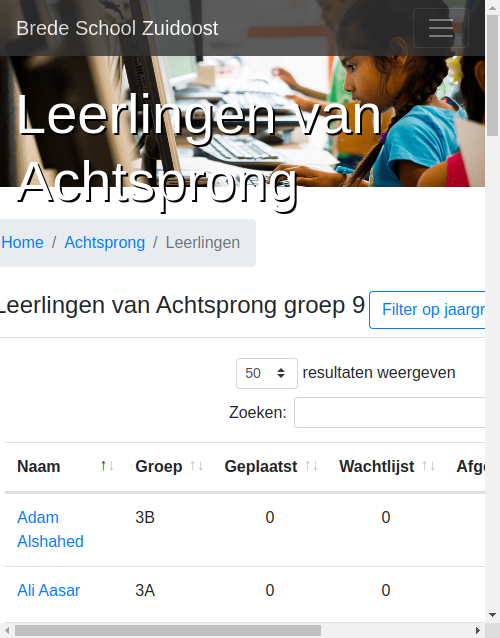 Brede School Zuidoost
Leerlingen van
Achtsprong
Home / Achtsprong / Leerlingen
Leerlingen van Achtsprong groep 9
Filter op jaargr
50 resultaten weergeven
Zoeken:
Naam ↑↓ Groep ↑↓ Geplaatst ↑↓ Wachtlijst ↑↓ Afge
Adam
Alshahed 3B 0 0
Ali Aasar 3A 0 0